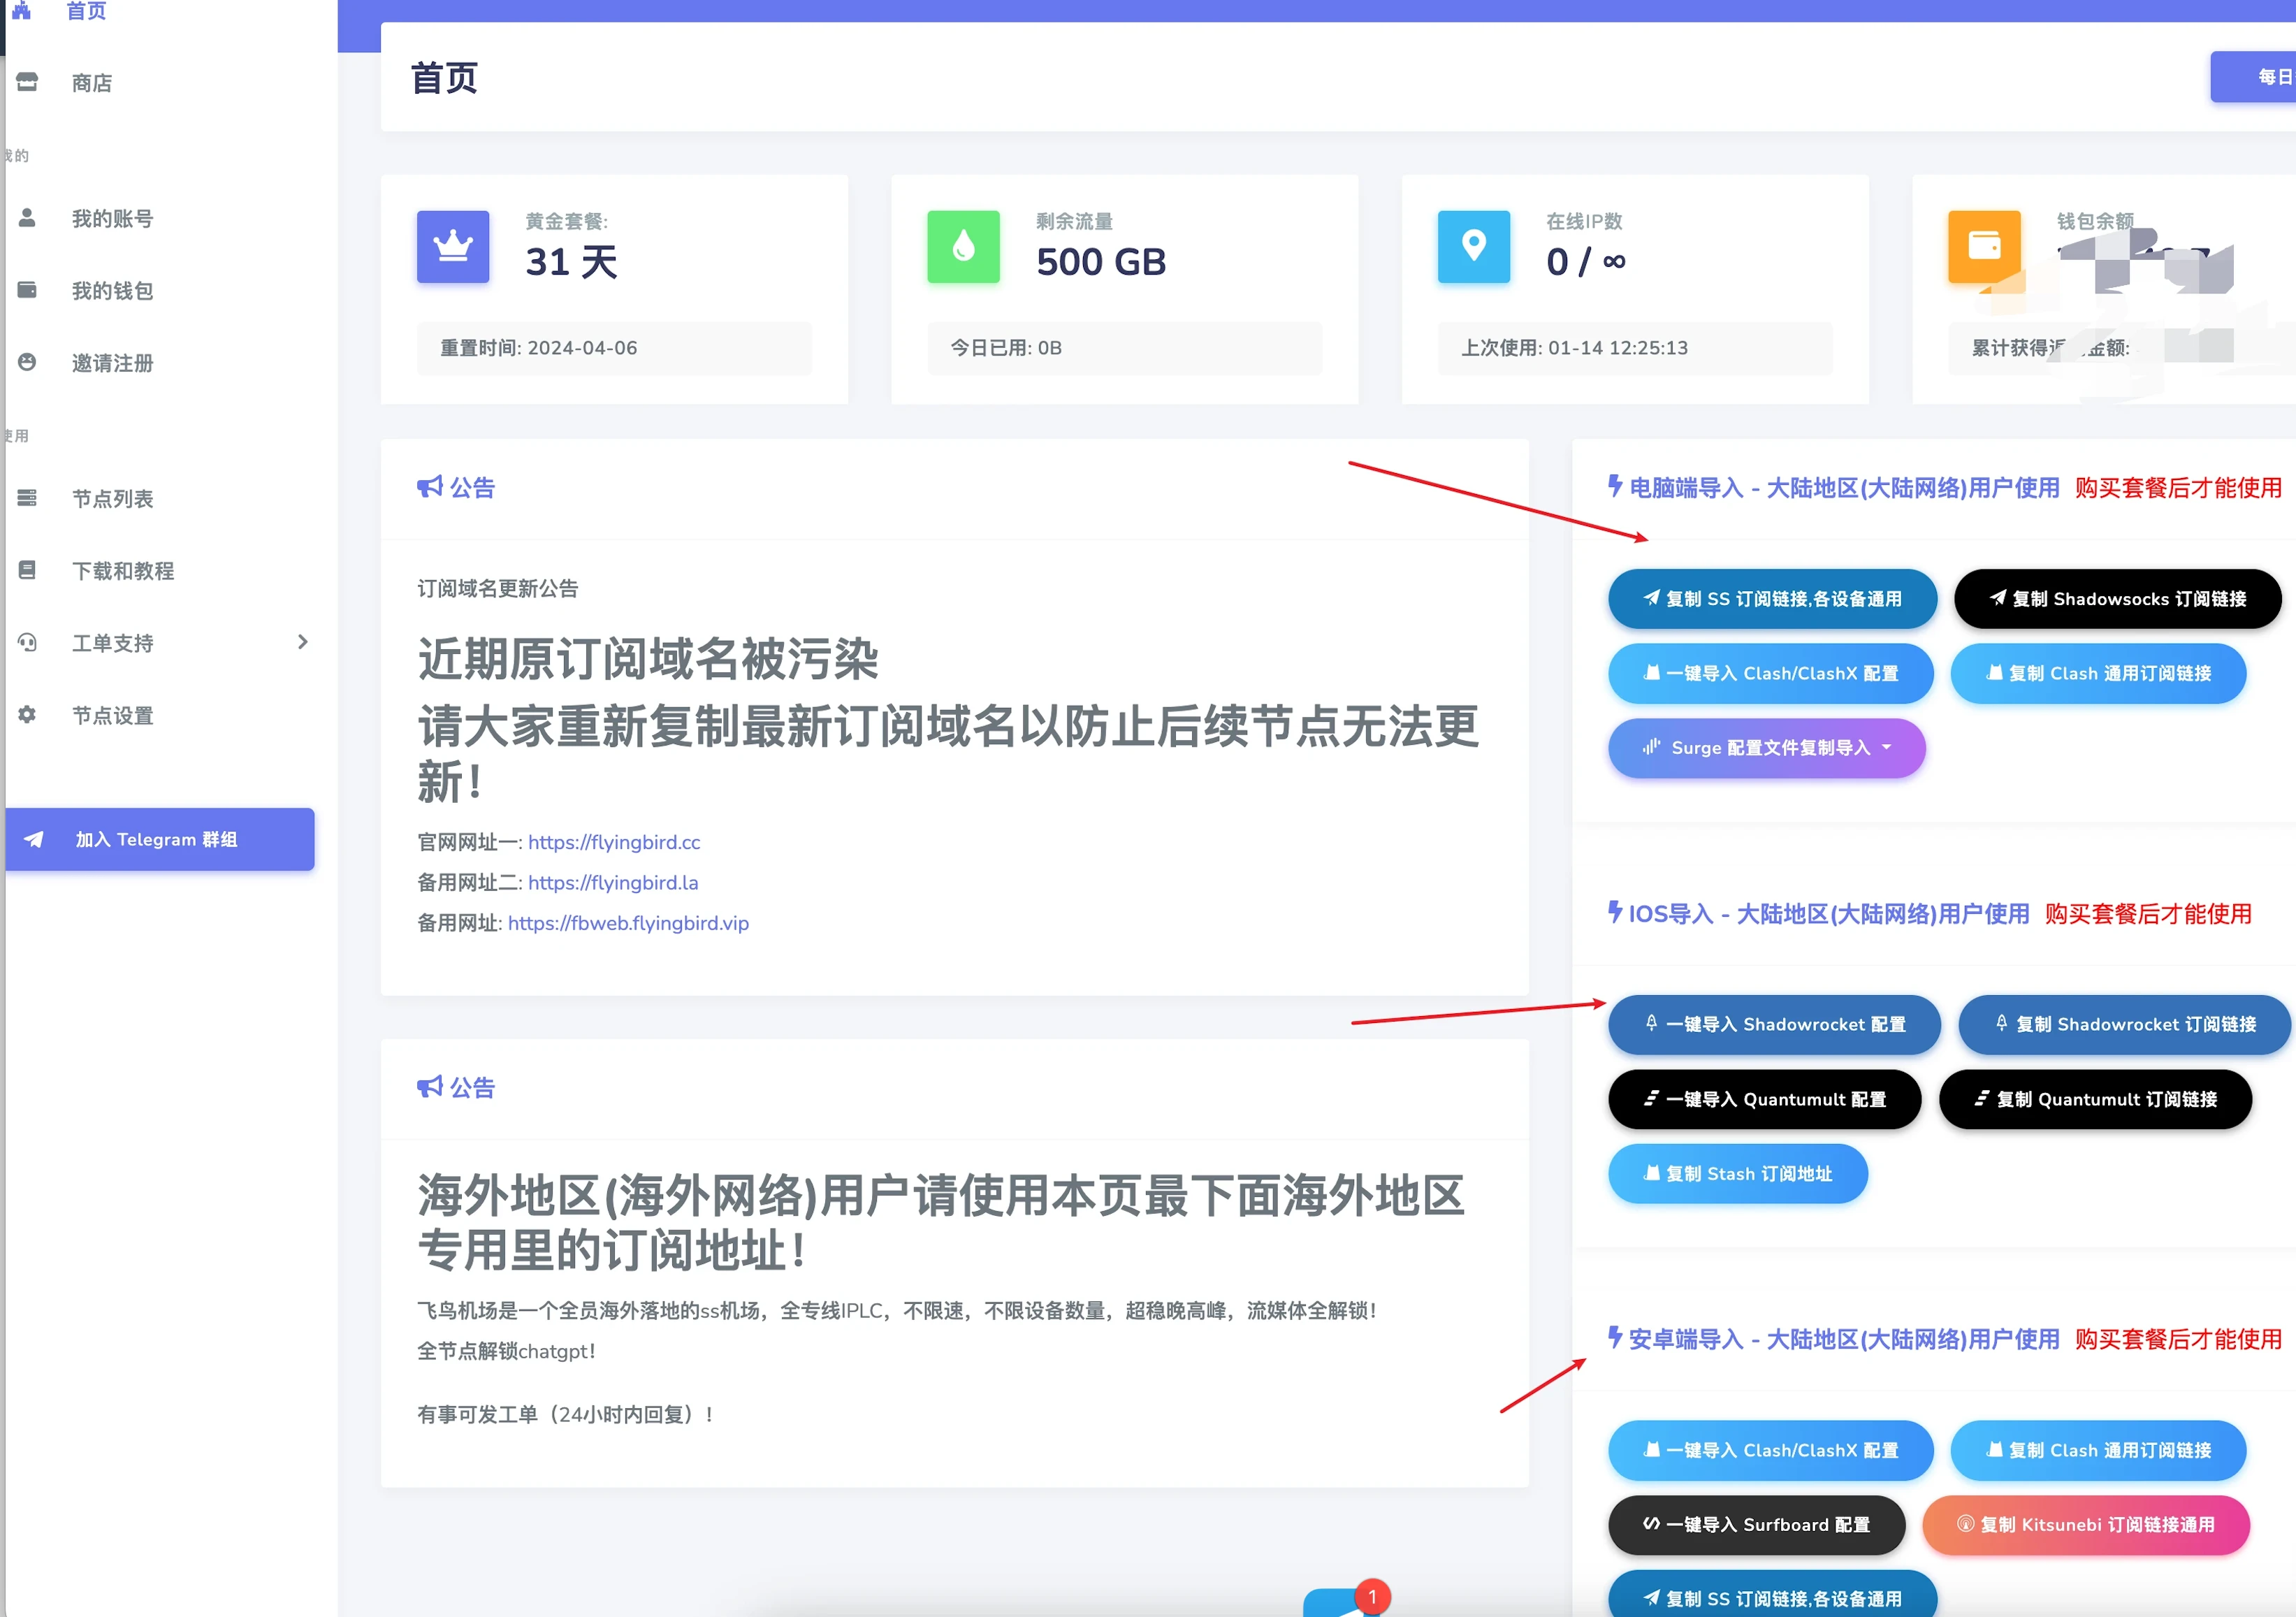 首页
商店
我的
我的账号
我的钱包
邀请注册
使用
节点列表
下载和教程
工单支持
节点设置
加入 Telegram 群组
首页
每日
黄金套餐:
31 天
重置时间: 2024-04-06
剩余流量
500 GB
今日已用: 0B
在线IP数
0 / ∞
上次使用: 01-14 12:25:13
钱包余额
累计获得返 金额:
公告
订阅域名更新公告
近期原订阅域名被污染
请大家重新复制最新订阅域名以防止后续节点无法更
新！
官网网址一: https://flyingbird.cc
备用网址二: https://flyingbird.la
备用网址: https://fbweb.flyingbird.vip
公告
海外地区(海外网络)用户请使用本页最下面海外地区
专用里的订阅地址！
飞鸟机场是一个全员海外落地的ss机场，全专线IPLC，不限速，不限设备数量，超稳晚高峰，流媒体全解锁！
全节点解锁chatgpt！
有事可发工单（24小时内回复）！
电脑端导入 - 大陆地区(大陆网络)用户使用 购买套餐后才能使用
复制 SS 订阅链接,各设备通用
复制 Shadowsocks 订阅链接
一键导入 Clash/ClashX 配置
复制 Clash 通用订阅链接
Surge 配置文件复制导入
IOS导入 - 大陆地区(大陆网络)用户使用 购买套餐后才能使用
一键导入 Shadowrocket 配置
复制 Shadowrocket 订阅链接
一键导入 Quantumult 配置
复制 Quantumult 订阅链接
复制 Stash 订阅地址
安卓端导入 - 大陆地区(大陆网络)用户使用 购买套餐后才能使用
一键导入 Clash/ClashX 配置
复制 Clash 通用订阅链接
一键导入 Surfboard 配置
复制 Kitsunebi 订阅链接通用
复制 SS 订阅链接,各设备通用
1